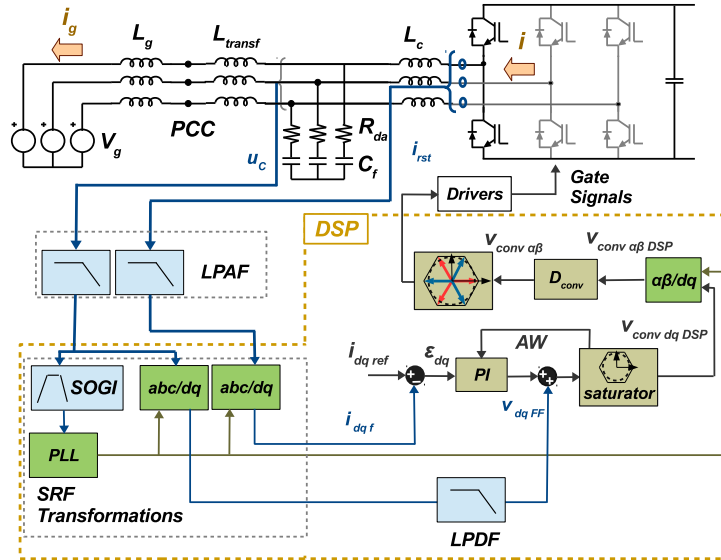 i_g
L_g
L_transf
L_c
i
+
+
+
V_g
PCC
R_da
C_f
u_C
i_rst
Drivers
Gate
Signals
DSP
LPAF
v_conv αβ
D_conv
v_conv αβ DSP
αβ/dq
v_conv dq DSP
i_dq ref
ε_dq
AW
PI
saturator
+
−
+
+
v_dq FF
i_dq f
SOGI
abc/dq
abc/dq
PLL
SRF
Transformations
LPDF